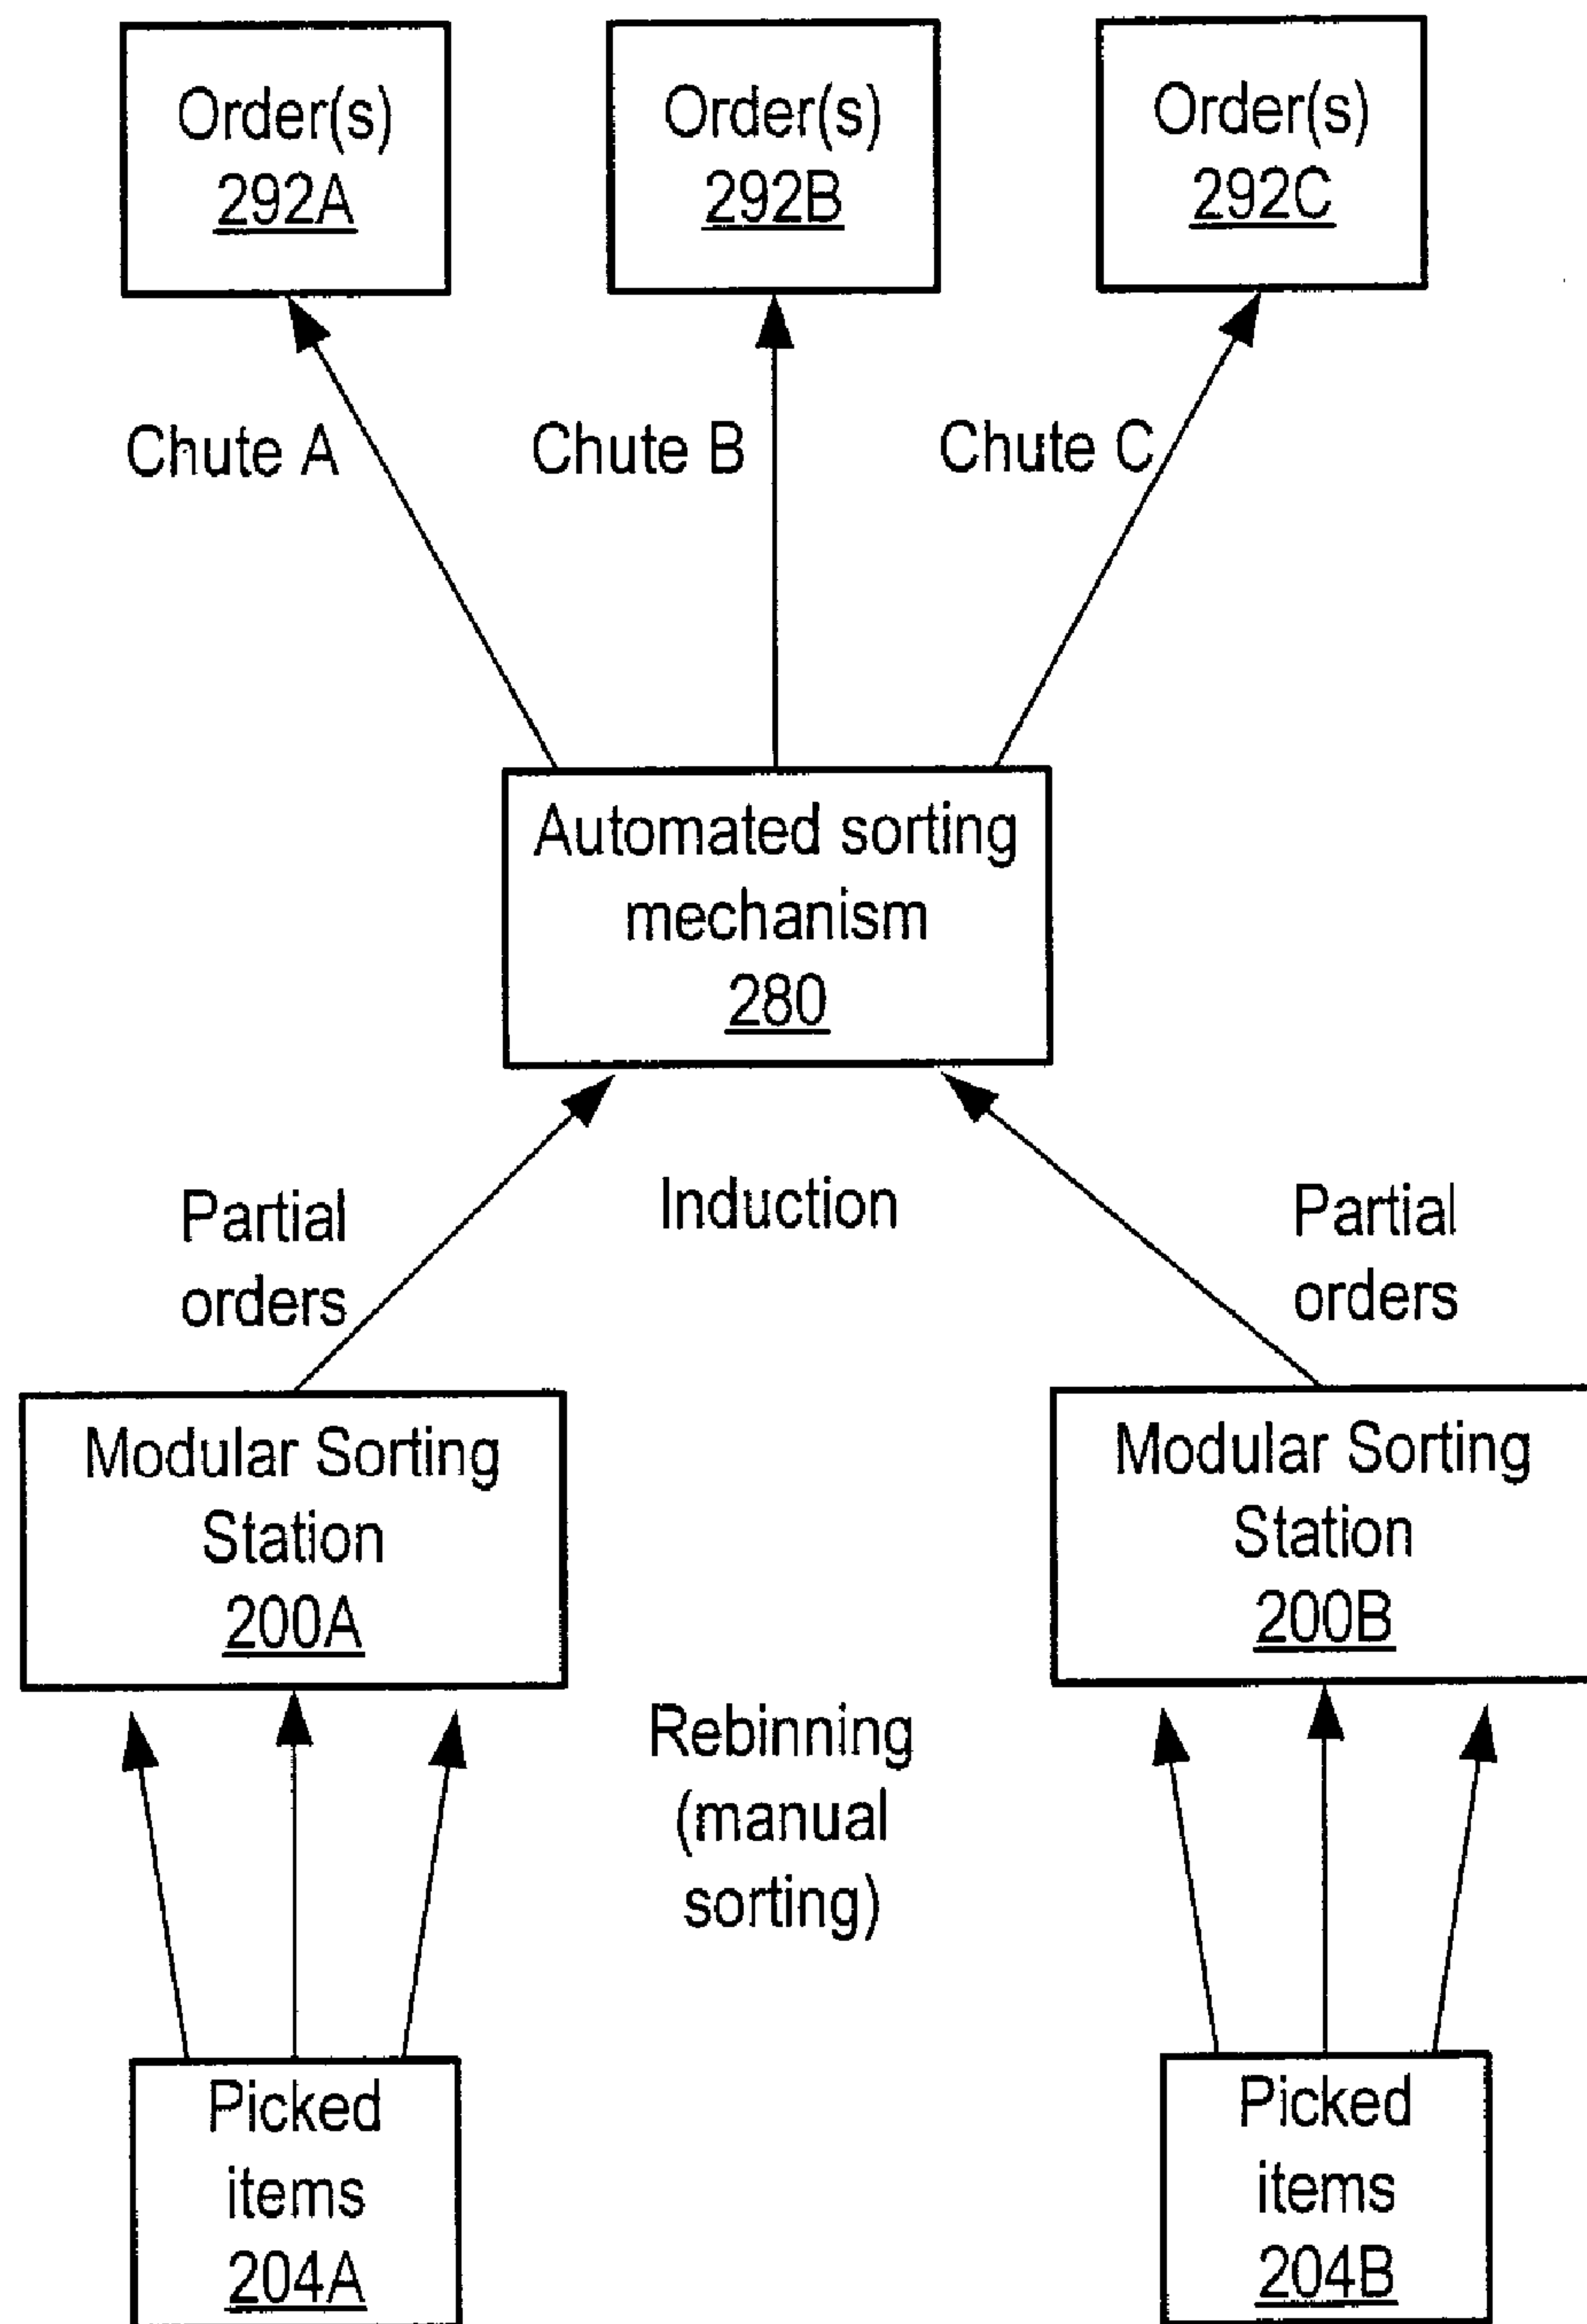 Order(s)
292A
Order(s)
292B
Order(s)
292C
Chute A
Chute B
Chute C
Automated sorting
mechanism
280
Partial
orders
Induction
Partial
orders
Modular Sorting
Station
200A
Modular Sorting
Station
200B
Rebinning
(manual
sorting)
Picked
items
204A
Picked
items
204B